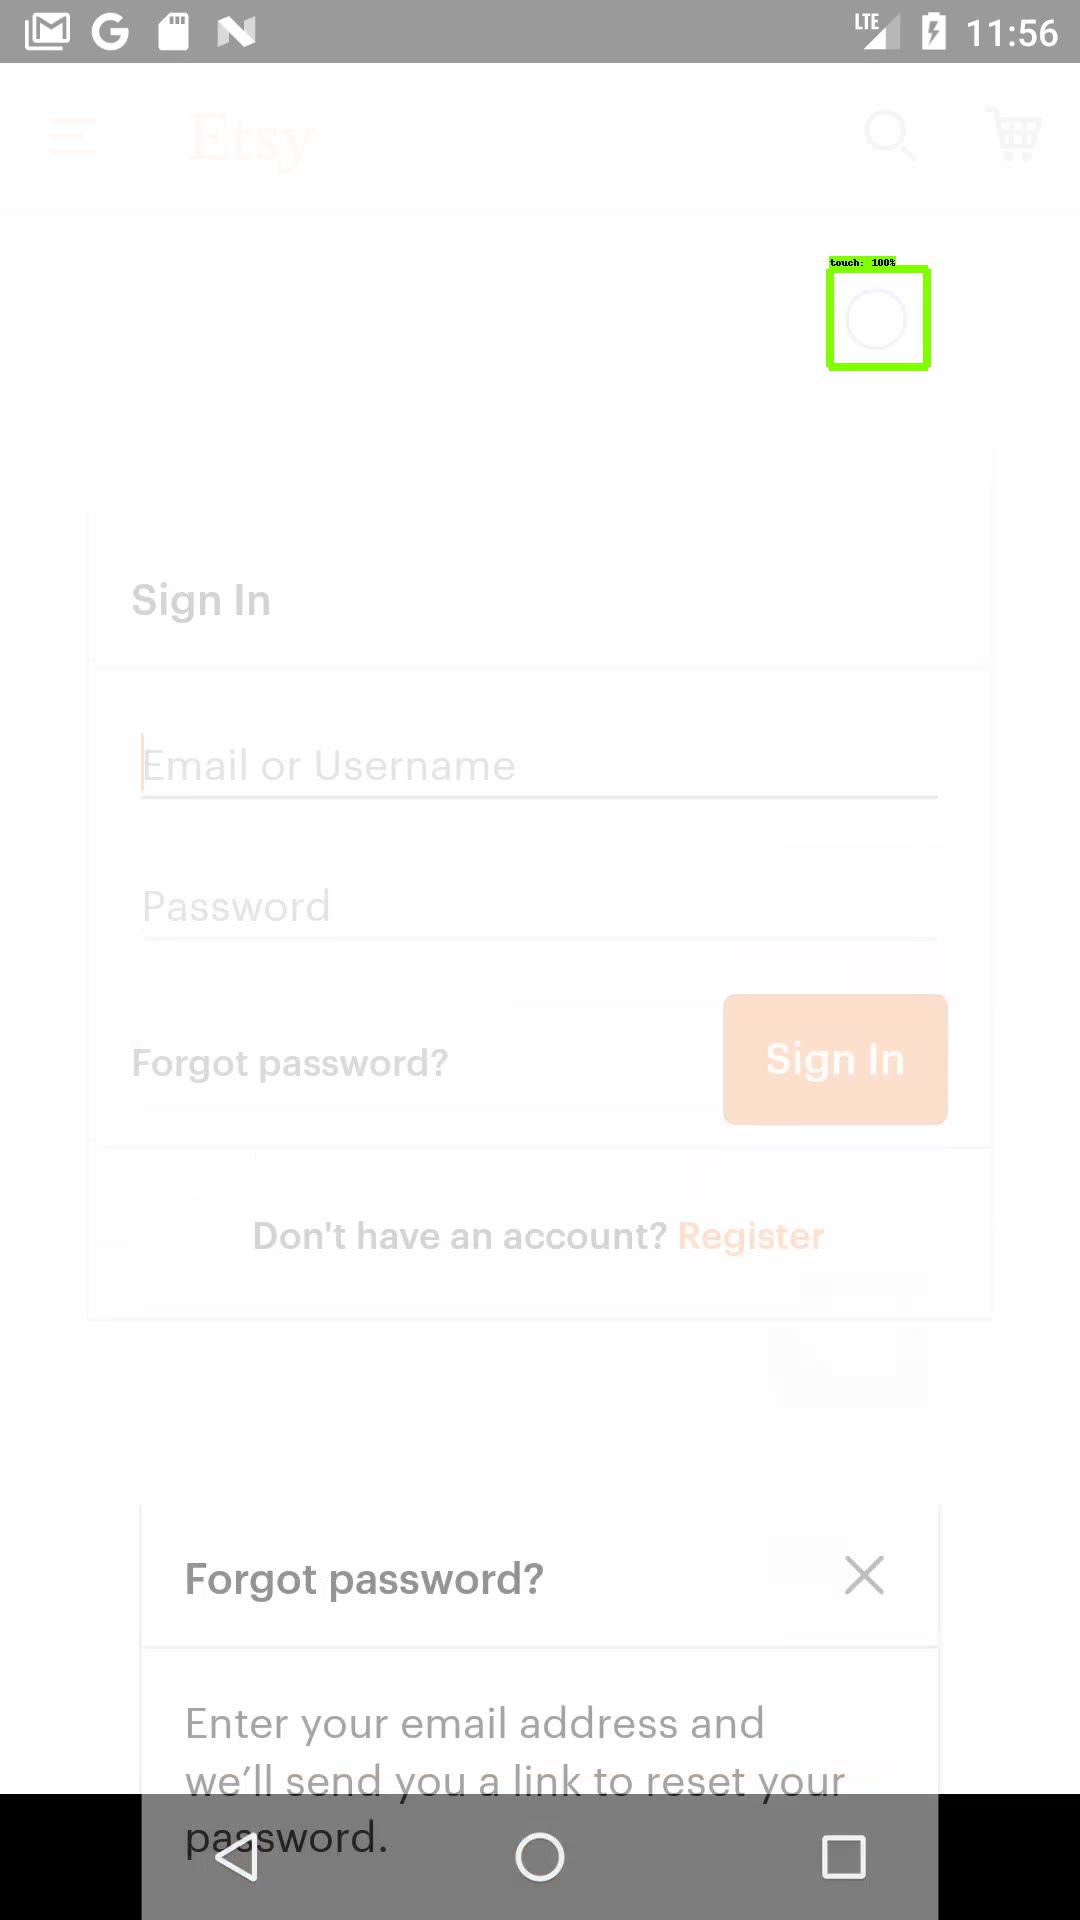 LTE 11:56
Etsy
touch: 100%
Sign In
Email or Username
Password
Forgot password?
Sign In
Don't have an account? Register
Forgot password?
Enter your email address and
we’ll send you a link to reset your
password.